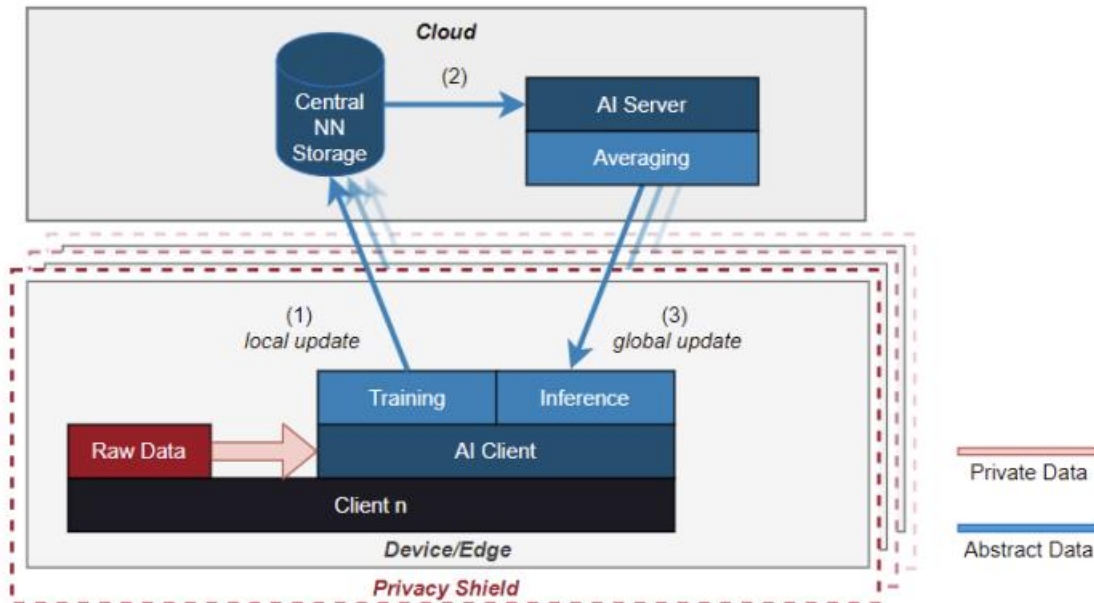 Cloud
(2)
Central
NN
Storage
AI Server
Averaging
(1)
local update
(3)
global update
Training
Inference
Raw Data
AI Client
Client n
Device/Edge
Privacy Shield
Private Data
Abstract Data